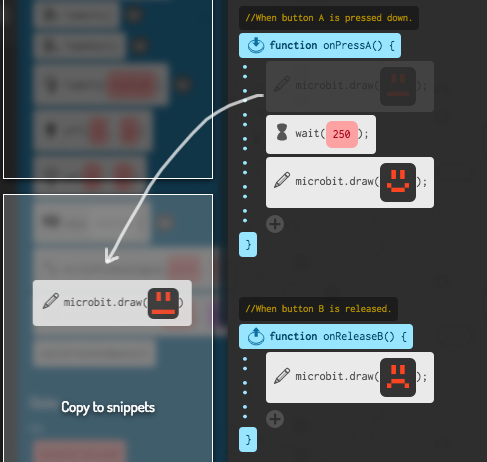 //When button A is pressed down.
function onPressA() {
microbit.draw( );
wait( 250 );
microbit.draw( );
}
microbit.draw( )
Copy to snippets
//When button B is released.
function onReleaseB() {
microbit.draw( );
}